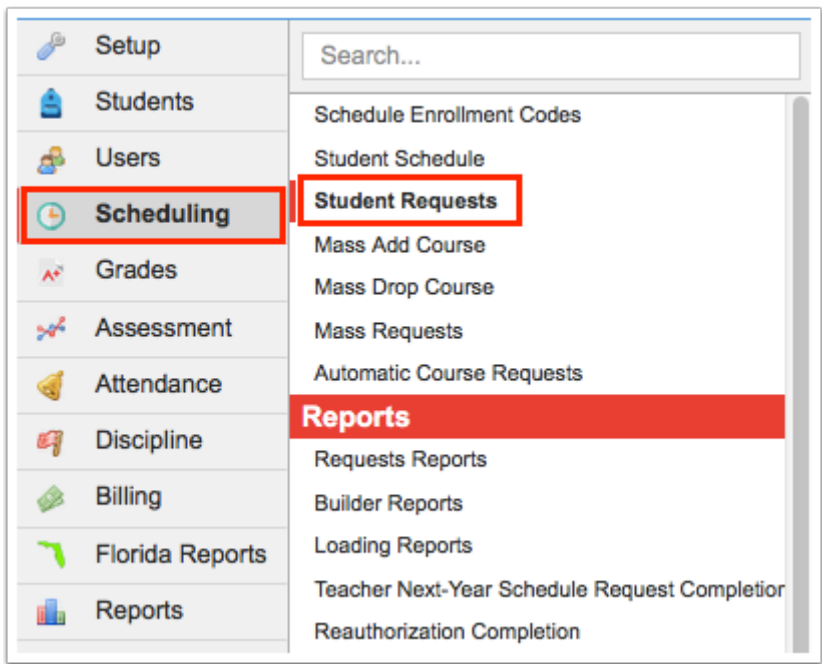 Setup
Students
Users
Scheduling
Grades
A+
Assessment
Attendance
Discipline
Billing
Florida Reports
Reports
Search...
Schedule Enrollment Codes
Student Schedule
Student Requests
Mass Add Course
Mass Drop Course
Mass Requests
Automatic Course Requests
Reports
Requests Reports
Builder Reports
Loading Reports
Teacher Next-Year Schedule Request Completion
Reauthorization Completion